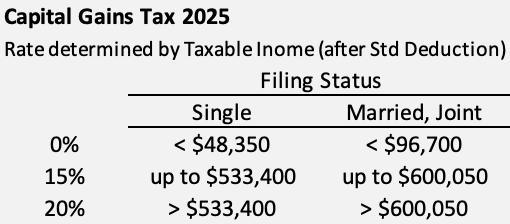 Capital Gains Tax 2025
Rate determined by Taxable Inome (after Std Deduction)
Filing Status
Single Married, Joint
0% < $48,350 < $96,700
15% up to $533,400 up to $600,050
20% > $533,400 > $600,050